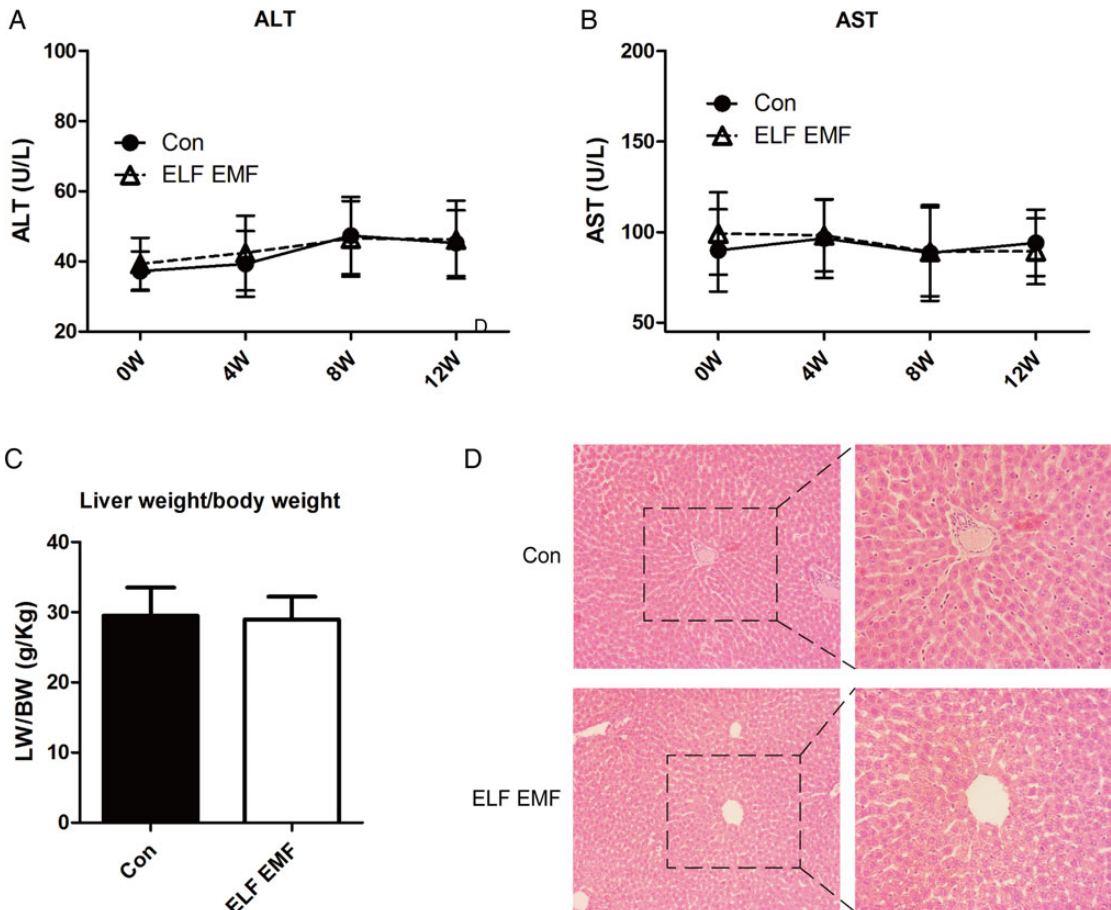 A
ALT
100
80
60
40
20
ALT (U/L)
Con
ELF EMF
D
0W
4W
8W
12W
B
AST
200
150
100
50
AST (U/L)
Con
ELF EMF
0W
4W
8W
12W
C
Liver weight/body weight
40
30
20
10
0
LW/BW (g/Kg)
Con
ELF EMF
D
Con
ELF EMF